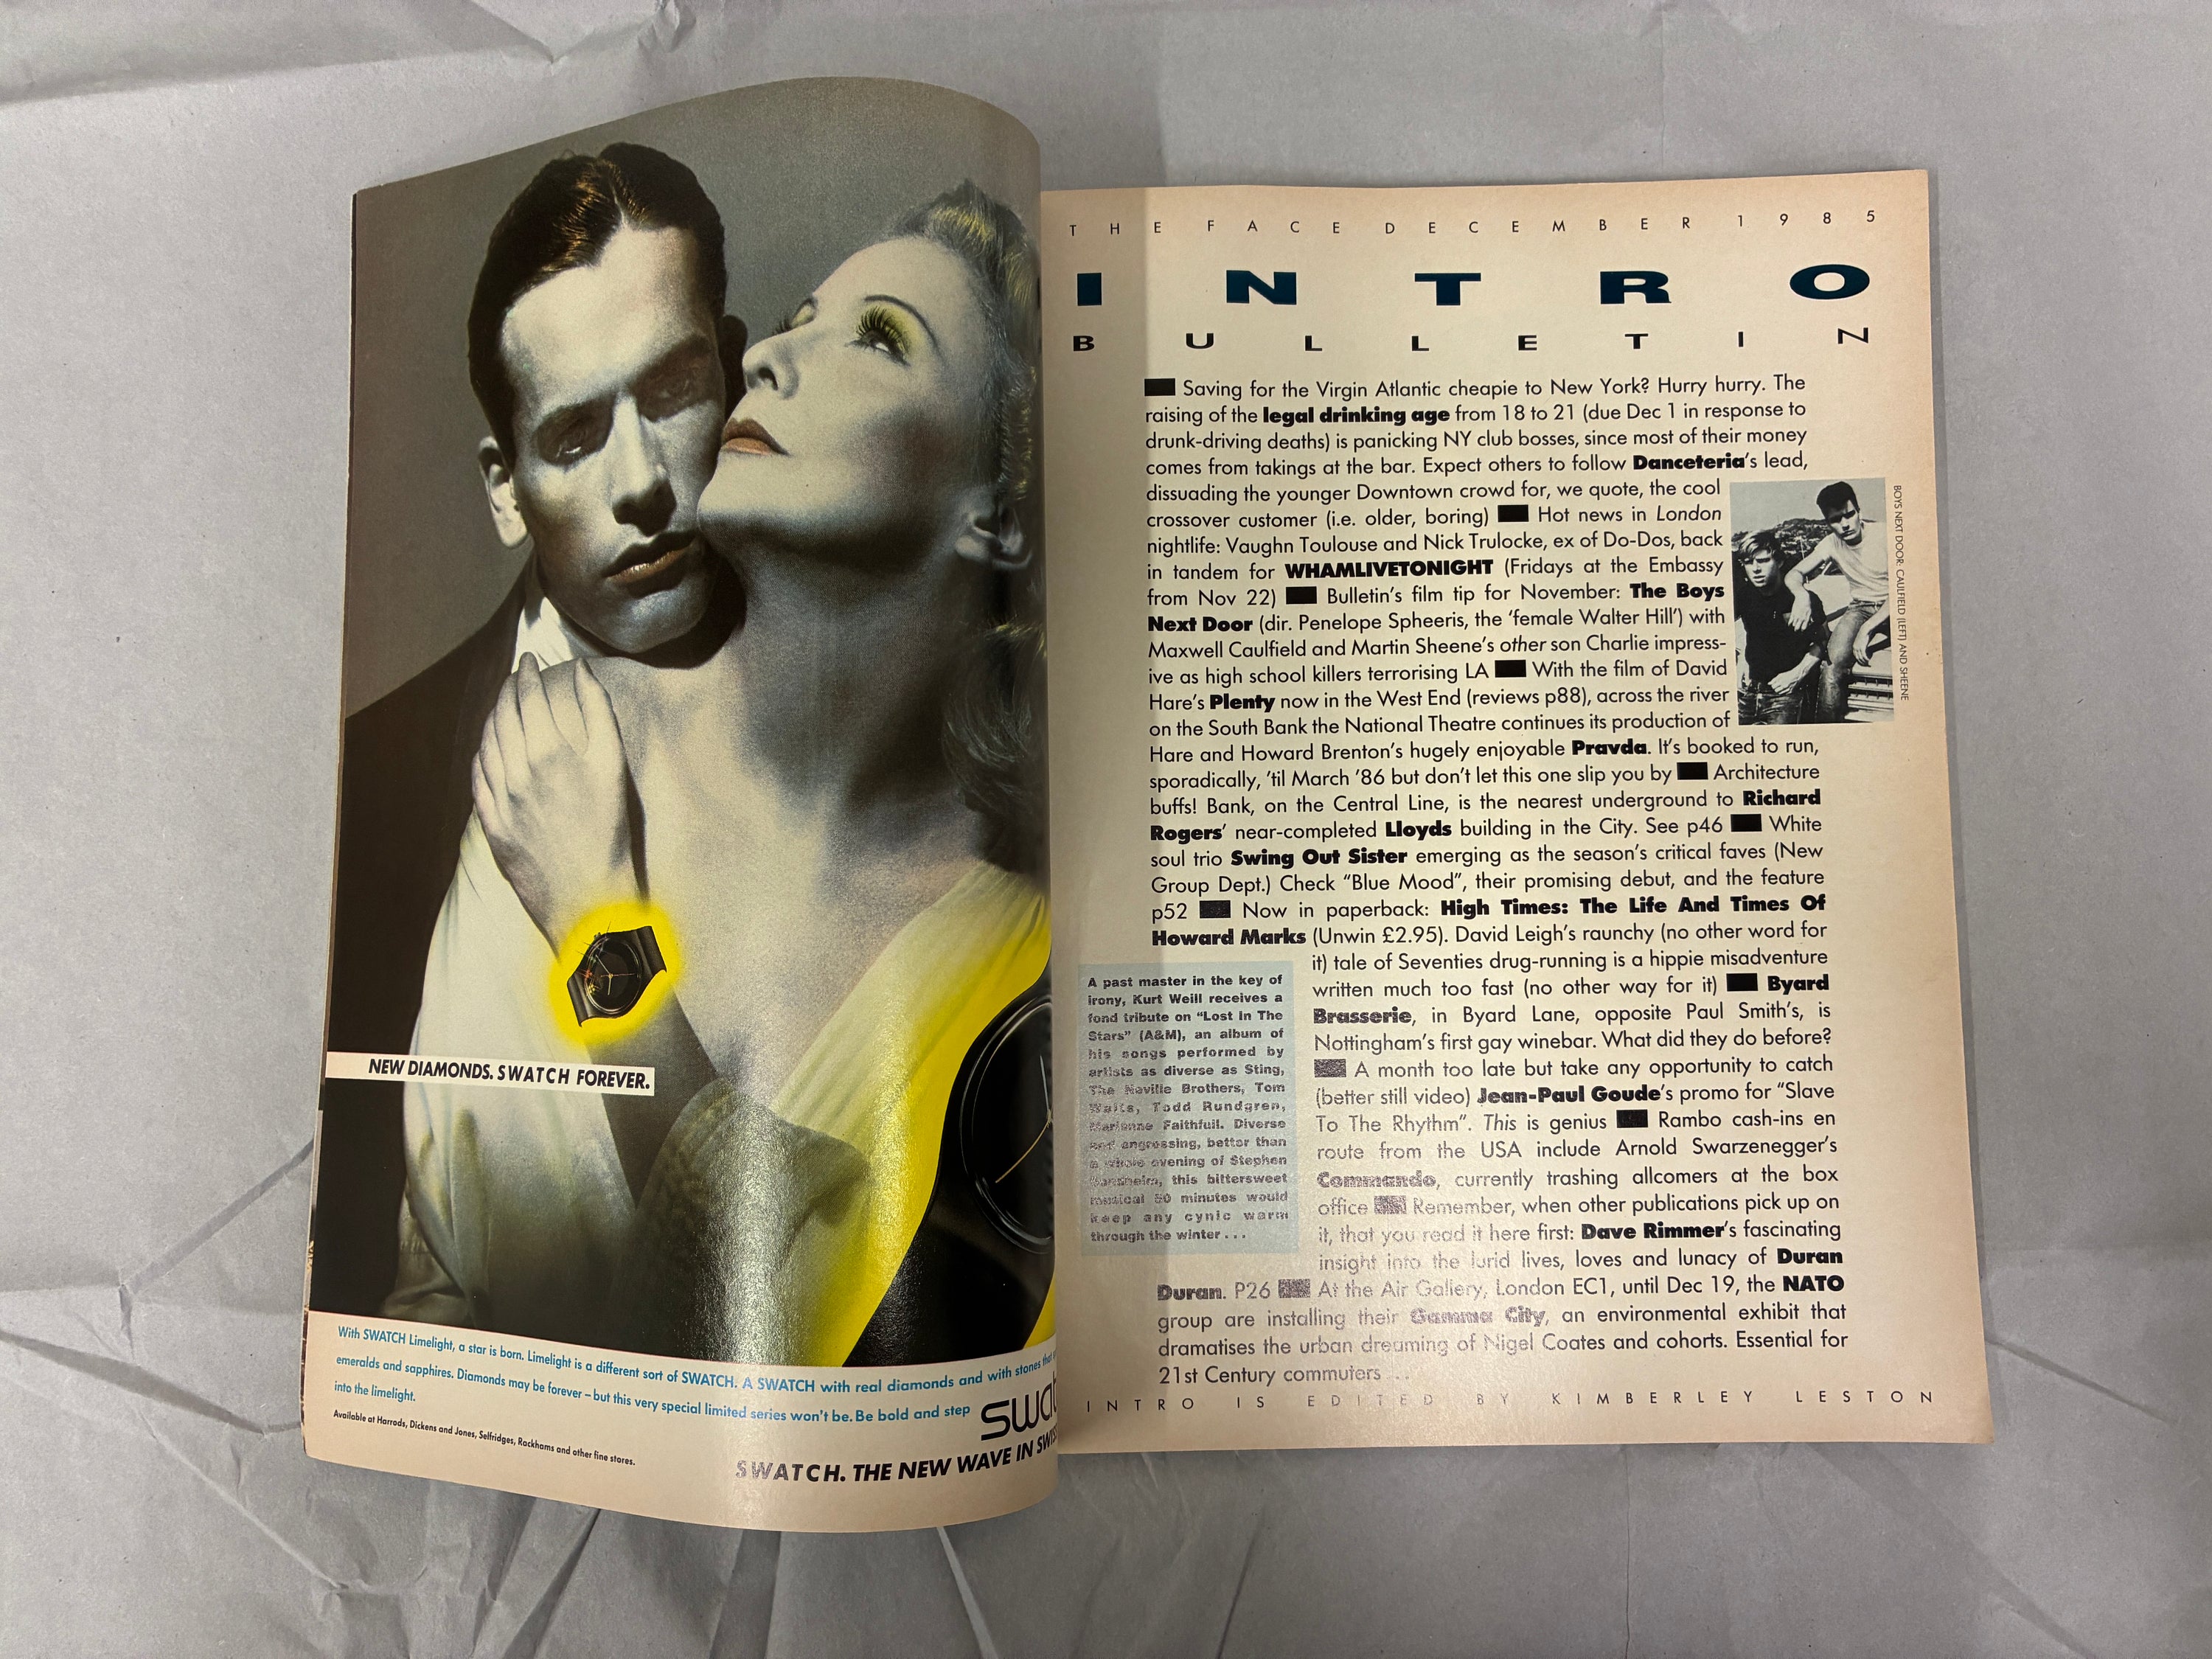 NEW DIAMONDS. SWATCH FOREVER.
With SWATCH Limelight, a star is born. Limelight is a different sort of SWATCH. A SWATCH with real diamonds and with stones that
emeralds and sapphires. Diamonds may be forever – but this very special limited series won't be. Be bold and step
into the limelight.
Available at Harrods, Dickens and Jones, Selfridges, Rackhams and other fine stores.
SWATCH. THE NEW WAVE IN
THE FACE DECEMBER 1985
INTRO
BULLETIN
Saving for the Virgin Atlantic cheapie to New York? Hurry hurry. The
raising of the legal drinking age from 18 to 21 (due Dec 1 in response to
drunk-driving deaths) is panicking NY club bosses, since most of their money
comes from takings at the bar. Expect others to follow Danceteria's lead,
dissuading the younger Downtown crowd for, we quote, the cool
crossover customer (i.e. older, boring) Hot news in London
nightlife: Vaughn Toulouse and Nick Trulocke, ex of Do-Dos, back
in tandem for WHAMLIVETONIGHT (Fridays at the Embassy
from Nov 22) Bulletin's film tip for November: The Boys
Next Door (dir. Penelope Spheeris, the 'female Walter Hill') with
Maxwell Caulfield and Martin Sheene's other son Charlie impress-
ive as high school killers terrorising LA With the film of David
Hare's Plenty now in the West End (reviews p88), across the river
on the South Bank the National Theatre continues its production of
Hare and Howard Brenton's hugely enjoyable Pravda. It's booked to run,
sporadically, 'til March '86 but don't let this one slip you by Architecture
buffs! Bank, on the Central Line, is the nearest underground to Richard
Rogers' near-completed Lloyds building in the City. See p46 White
soul trio Swing Out Sister emerging as the season's critical faves (New
Group Dept.) Check "Blue Mood", their promising debut, and the feature
p52 Now in paperback: High Times: The Life And Times Of
Howard Marks (Unwin £2.95). David Leigh's raunchy (no other word for
it) tale of Seventies drug-running is a hippie misadventure
written much too fast (no other way for it) Byard
Brasserie, in Byard Lane, opposite Paul Smith's, is
Nottingham's first gay winebar. What did they do before?
A month too late but take any opportunity to catch
(better still video) Jean-Paul Goude's promo for "Slave
To The Rhythm". This is genius Rambo cash-ins en
route from the USA include Arnold Swarzenegger's
Commando, currently trashing allcomers at the box
office Remember, when other publications pick up on
it, that you read it here first: Dave Rimmer's fascinating
insight into the lurid lives, loves and lunacy of Duran
Duran. P26 At the Air Gallery, London EC1, until Dec 19, the NATO
group are installing their Gamma City, an environmental exhibit that
dramatises the urban dreaming of Nigel Coates and cohorts. Essential for
21st Century commuters . . .
BOYS NEXT DOOR: CAULFIELD (LEFT) AND SHEENE
A past master in the key of
irony, Kurt Weill receives a
fond tribute on "Lost In The
Stars" (A&M), an album of
his songs performed by
artists as diverse as Sting,
The Neville Brothers, Tom
Waits, Todd Rundgren,
Marianne Faithfull. Diverse
and engrossing, better than
a whole evening of Stephen
Sondheim, this bittersweet
musical 50 minutes would
keep any cynic warm
through the winter . . .
INTRO IS EDITED BY KIMBERLEY LESTON